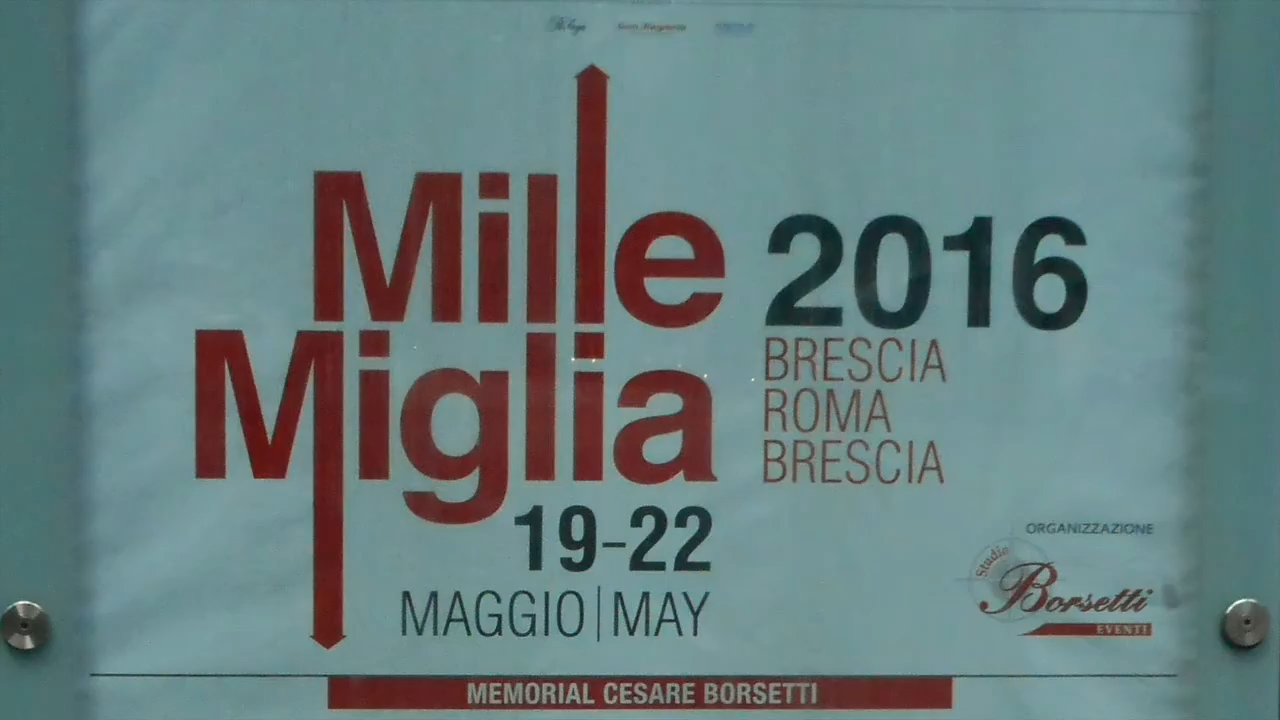 Mille
Miglia
2016
BRESCIA
ROMA
BRESCIA
19-22
MAGGIO|MAY
ORGANIZZAZIONE
Studio
Borsetti
EVENTI
MEMORIAL CESARE BORSETTI